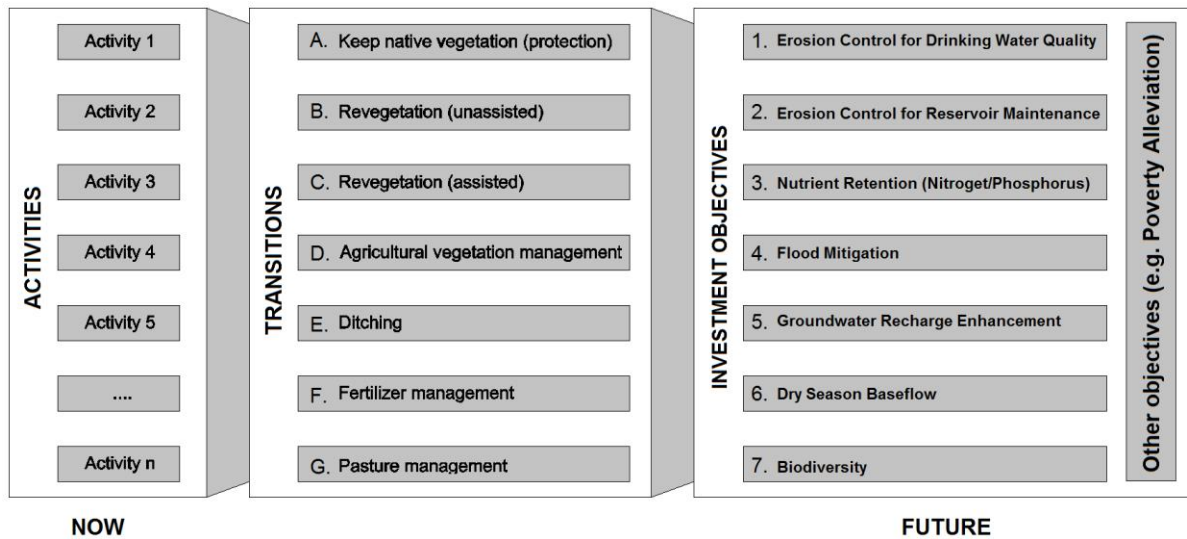 ACTIVITIES
Activity 1
Activity 2
Activity 3
Activity 4
Activity 5
....
Activity n
NOW
TRANSITIONS
A. Keep native vegetation (protection)
B. Revegetation (unassisted)
C. Revegetation (assisted)
D. Agricultural vegetation management
E. Ditching
F. Fertilizer management
G. Pasture management
INVESTMENT OBJECTIVES
1. Erosion Control for Drinking Water Quality
2. Erosion Control for Reservoir Maintenance
3. Nutrient Retention (Nitroget/Phosphorus)
4. Flood Mitigation
5. Groundwater Recharge Enhancement
6. Dry Season Baseflow
7. Biodiversity
Other objectives (e.g. Poverty Alleviation)
FUTURE